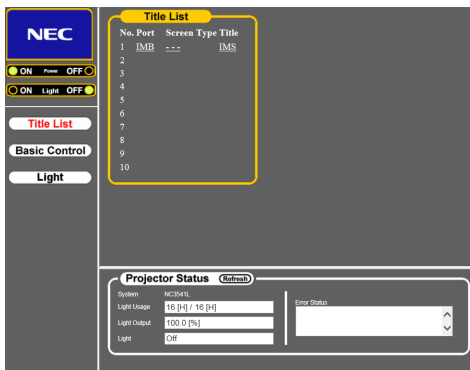 NEC
ON Power OFF
ON Light OFF
Title List
Basic Control
Light
Title List
No. Port Screen Type Title
1 IMB --- IMS
2
3
4
5
6
7
8
9
10
Projector Status Refresh
System NC3541L
Light Usage 16 [H] / 16 [H]
Light Output 100.0 [%]
Light Off
Error Status